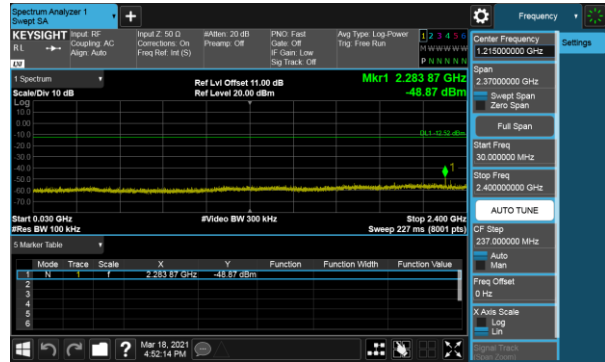 Spectrum Analyzer 1
Swept SA
+
Frequency
KEYSIGHT
RL
Input: RF
Coupling: AC
Align: Auto
Input Z: 50 Ω
Corrections: On
Freq Ref: Int (S)
#Atten: 20 dB
Preamp: Off
PNO: Fast
Gate: Off
IF Gain: Low
Sig Track: Off
Avg Type: Log-Power
Trig: Free Run
1 2 3 4 5 6
M W W W W W
P N N N N N
1 Spectrum
Scale/Div 10 dB
Ref Lvl Offset 11.00 dB
Ref Level 20.00 dBm
Mkr1 2.283 87 GHz
-48.87 dBm
Log
10.0
0.00
-10.0
-20.0
-30.0
-40.0
-50.0
-60.0
-70.0
DL1 -12.52 dBm
1
Start 0.030 GHz
#Res BW 100 kHz
#Video BW 300 kHz
Stop 2.400 GHz
Sweep 227 ms (8001 pts)
5 Marker Table
Mode Trace Scale X Y Function Function Width Function Value
1 N 1 f 2.283 87 GHz -48.87 dBm
2
3
4
5
6
Center Frequency
1.215000000 GHz
Settings
Span
2.37000000 GHz
Swept Span
Zero Span
Full Span
Start Freq
30.000000 MHz
Stop Freq
2.400000000 GHz
AUTO TUNE
CF Step
237.000000 MHz
Auto
Man
Freq Offset
0 Hz
X Axis Scale
Log
Lin
Signal Track
(Span Zoom)
?
Mar 18, 2021
4:52:14 PM